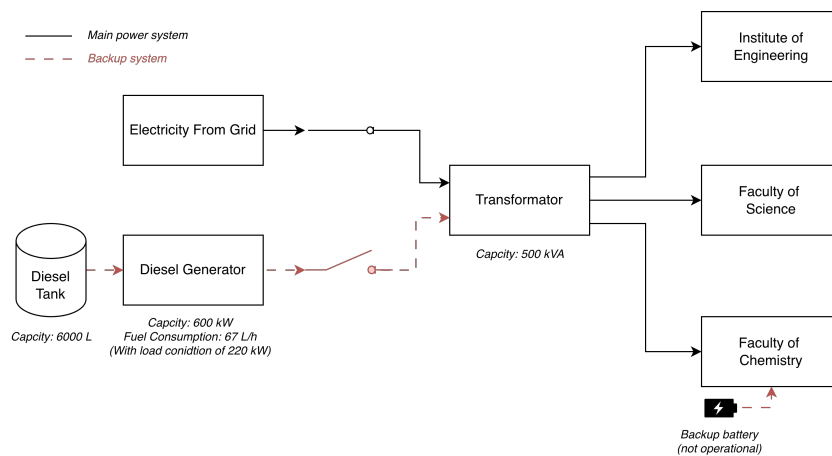 Main power system
Backup system
Institute of
Engineering
Electricity From Grid
Transformator
Capcity: 500 kVA
Faculty of
Science
Diesel
Tank
Capcity: 6000 L
Diesel Generator
Capcity: 600 kW
Fuel Consumption: 67 L/h
(With load conidtion of 220 kW)
Faculty of
Chemistry
Backup battery
(not operational)